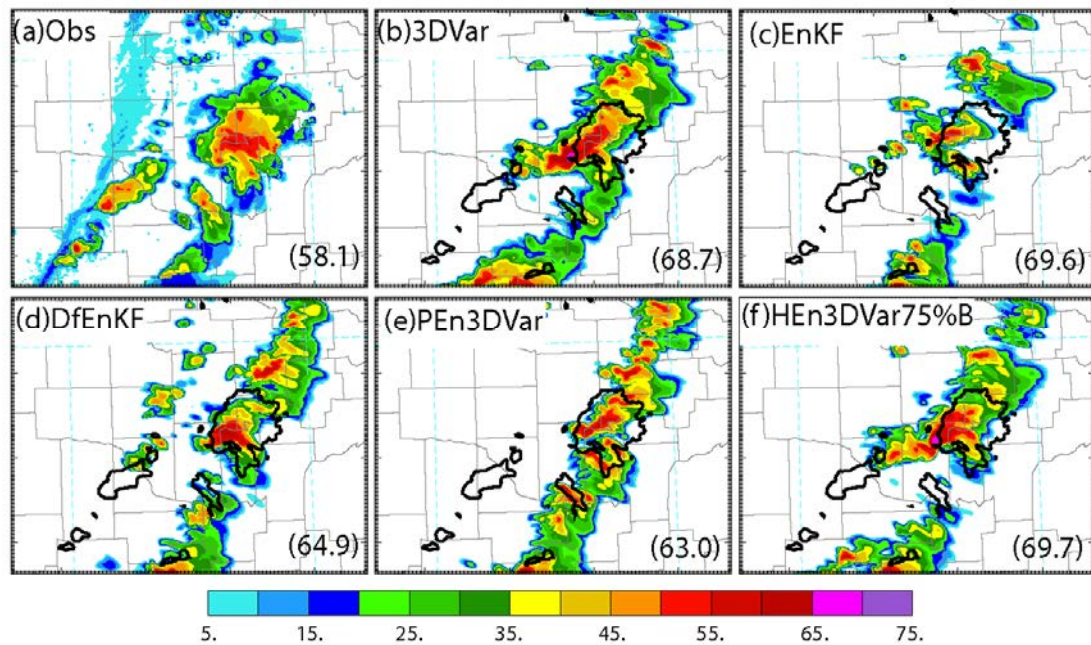 (a)Obs
(b)3DVar
(c)EnKF
(58.1)
(68.7)
(69.6)
(d)DfEnKF
(e)PEn3DVar
(f)HEn3DVar75%B
(64.9)
(63.0)
(69.7)
5. 15. 25. 35. 45. 55. 65. 75.